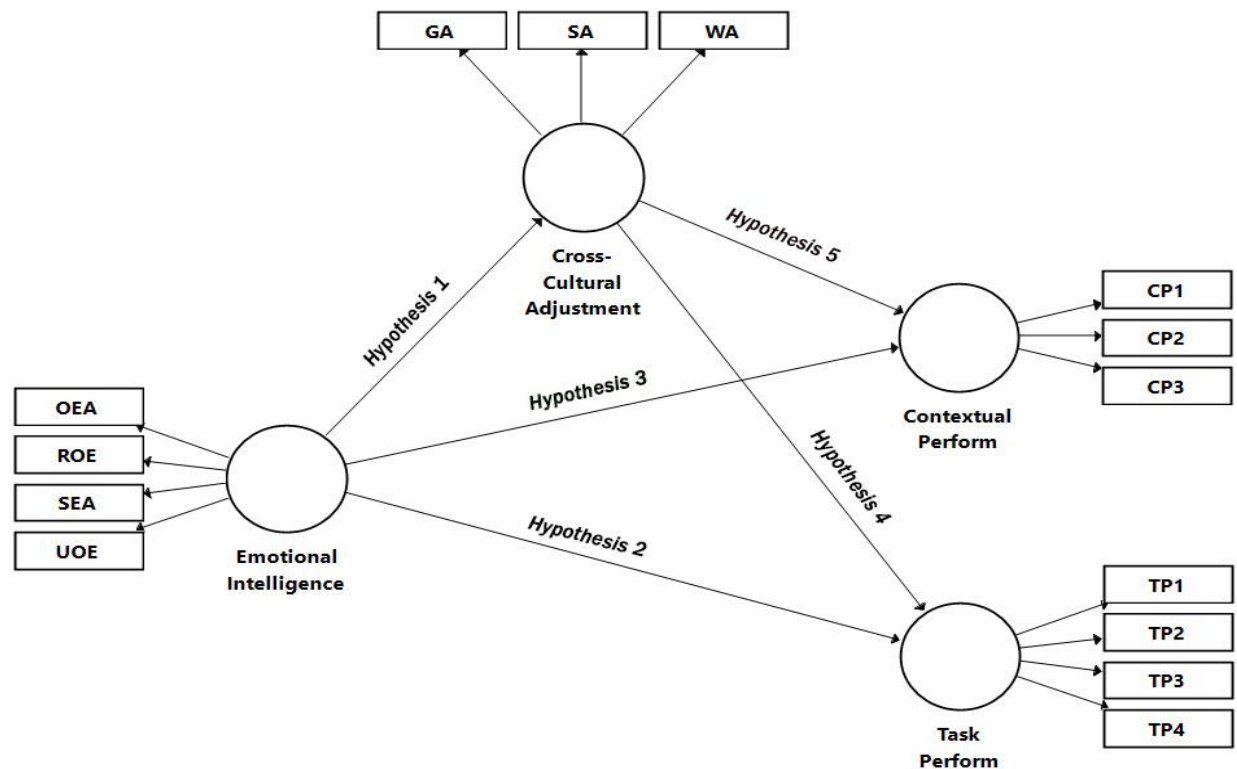 GA
SA
WA
Cross-
Cultural
Adjustment
Hypothesis 5
Hypothesis 1
CP1
CP2
CP3
Contextual
Perform
Hypothesis 3
OEA
ROE
SEA
UOE
Emotional
Intelligence
Hypothesis 4
Hypothesis 2
TP1
TP2
TP3
TP4
Task
Perform